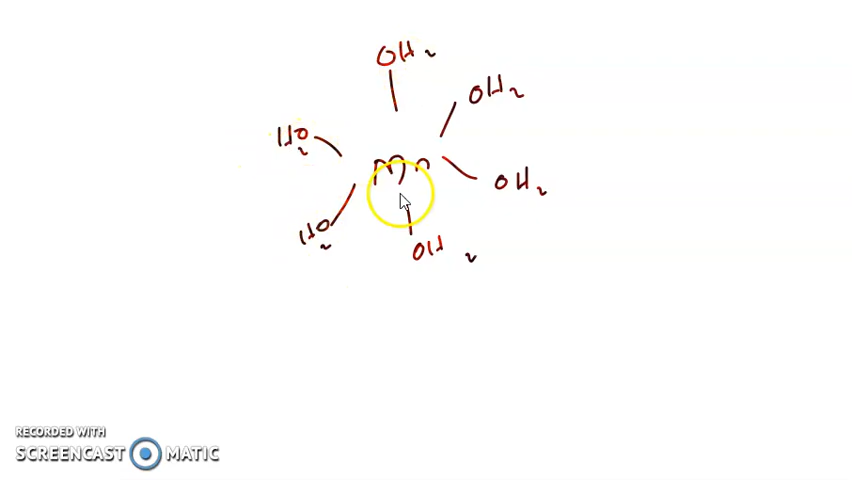 OH2
OH2
H2O
Mn
OH2
H2O
OH2
RECORDED WITH
SCREENCAST MATIC